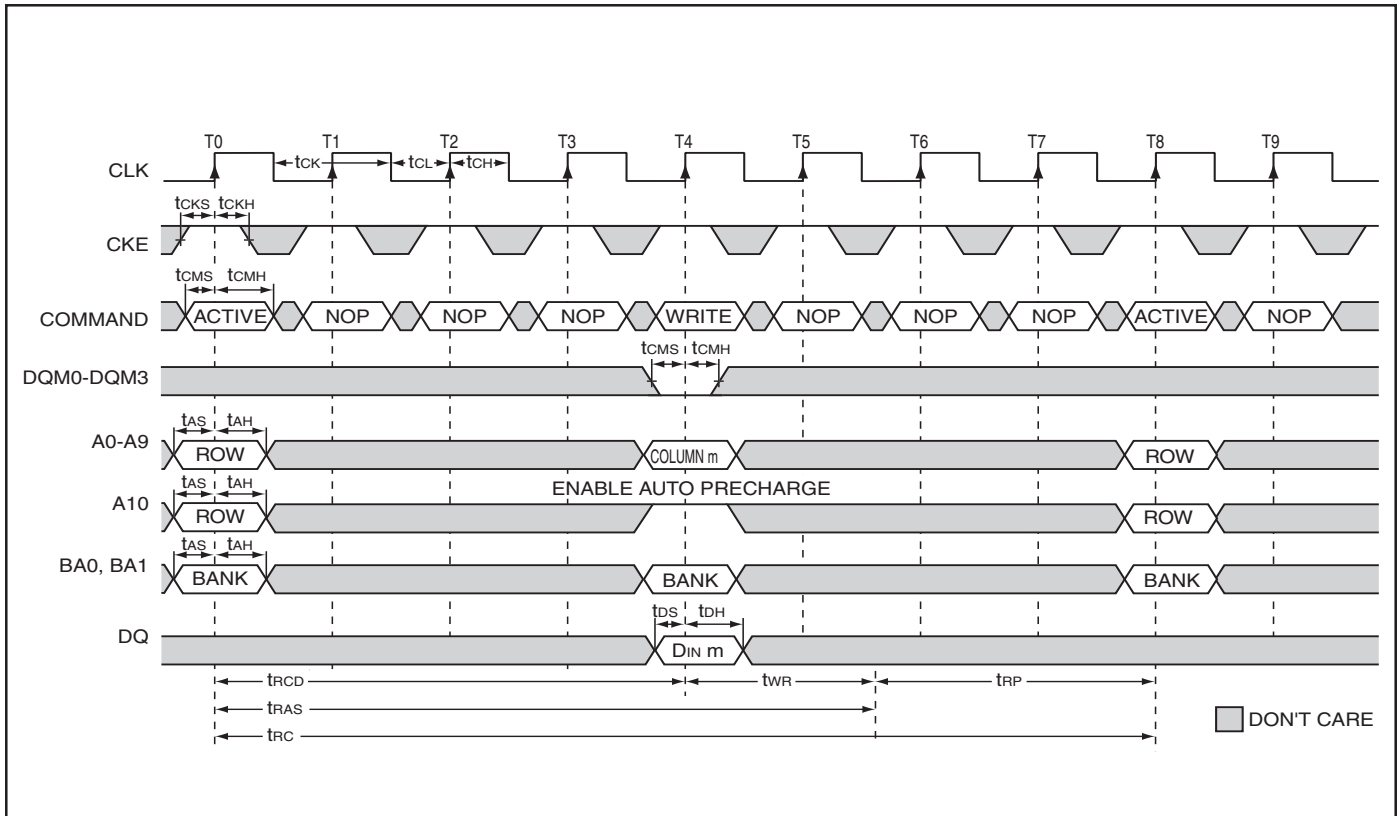 T0 T1 T2 T3 T4 T5 T6 T7 T8 T9
CLK tCK tCL tCH
tCKS tCKH
CKE
tCMS tCMH
COMMAND ACTIVE NOP NOP NOP WRITE NOP NOP NOP ACTIVE NOP
tCMS tCMH
DQM0-DQM3
tAS tAH
A0-A9 ROW COLUMN m ROW
ENABLE AUTO PRECHARGE
tAS tAH
A10 ROW ROW
tAS tAH
BA0, BA1 BANK BANK BANK
tDS tDH
DQ DIN m
tRCD tWR tRP
tRAS
DON'T CARE
tRC